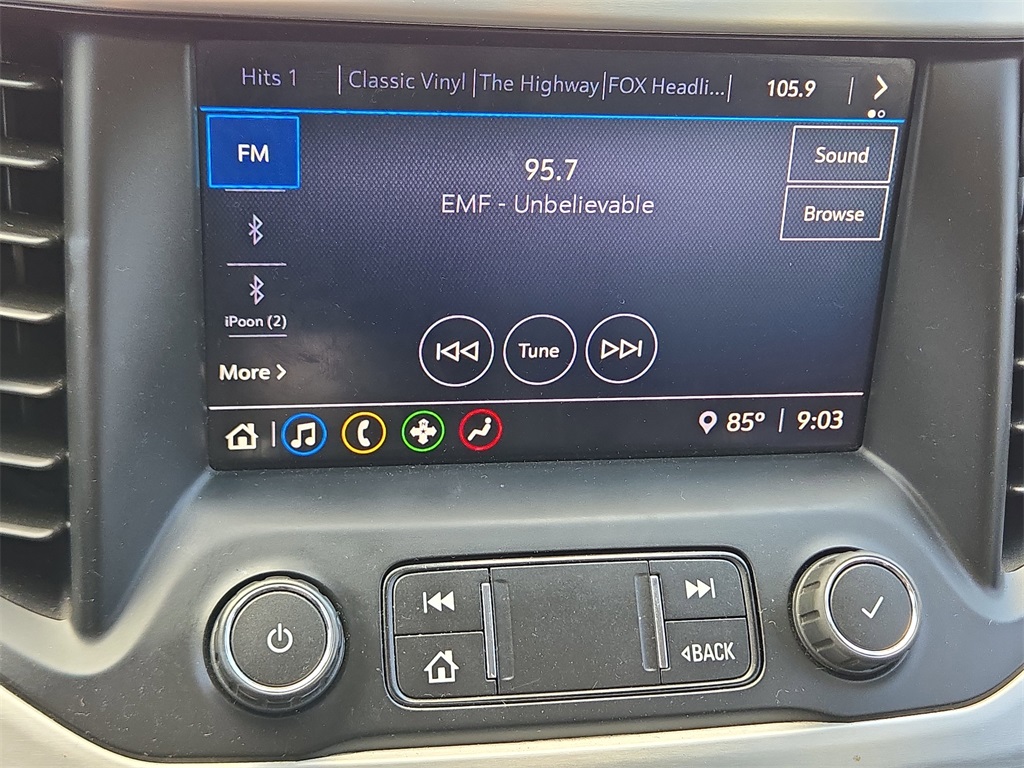 Hits 1 | Classic Vinyl | The Highway | FOX Headli... | 105.9 |
FM
95.7
EMF - Unbelievable
Sound
Browse
iPoon (2)
Tune
More
85° | 9:03
BACK